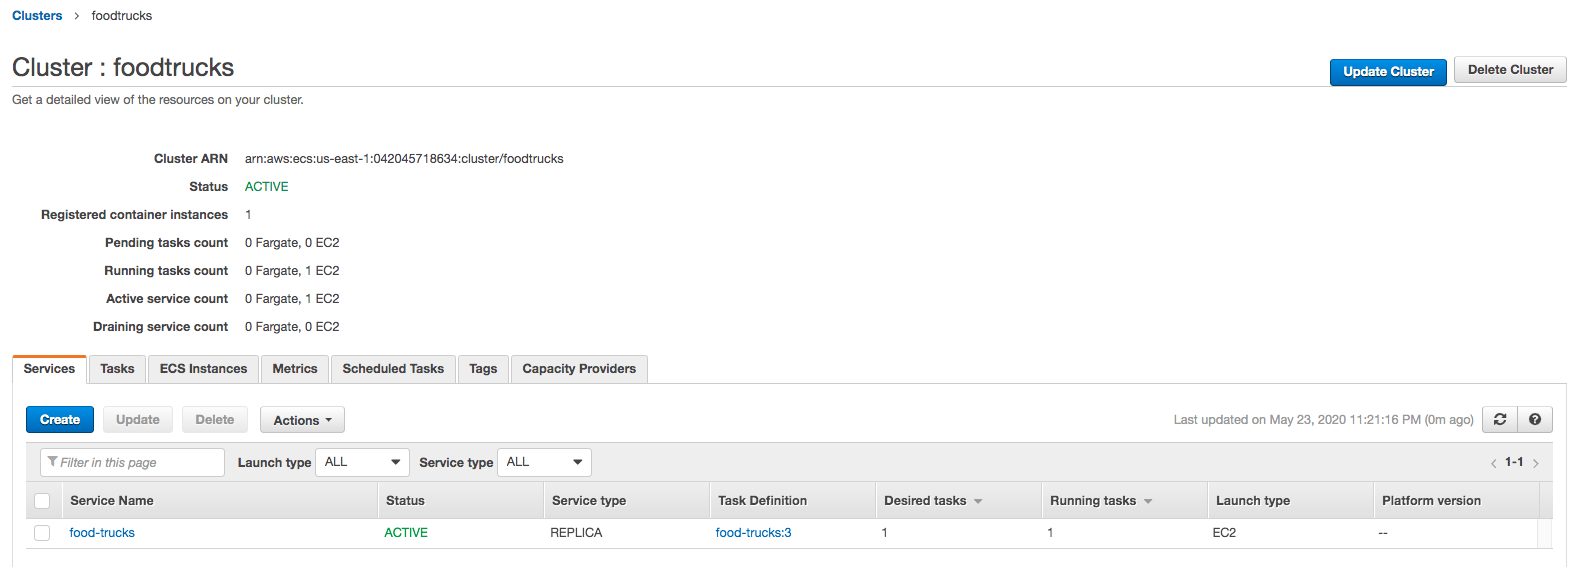 Clusters > foodtrucks
Cluster : foodtrucks
Update Cluster Delete Cluster
Get a detailed view of the resources on your cluster.
Cluster ARN arn:aws:ecs:us-east-1:042045718634:cluster/foodtrucks
Status ACTIVE
Registered container instances 1
Pending tasks count 0 Fargate, 0 EC2
Running tasks count 0 Fargate, 1 EC2
Active service count 0 Fargate, 1 EC2
Draining service count 0 Fargate, 0 EC2
Services Tasks ECS Instances Metrics Scheduled Tasks Tags Capacity Providers
Create Update Delete Actions Last updated on May 23, 2020 11:21:16 PM (0m ago) ?
Filter in this page Launch type ALL Service type ALL < 1-1 >
Service Name Status Service type Task Definition Desired tasks Running tasks Launch type Platform version
food-trucks ACTIVE REPLICA food-trucks:3 1 1 EC2 --